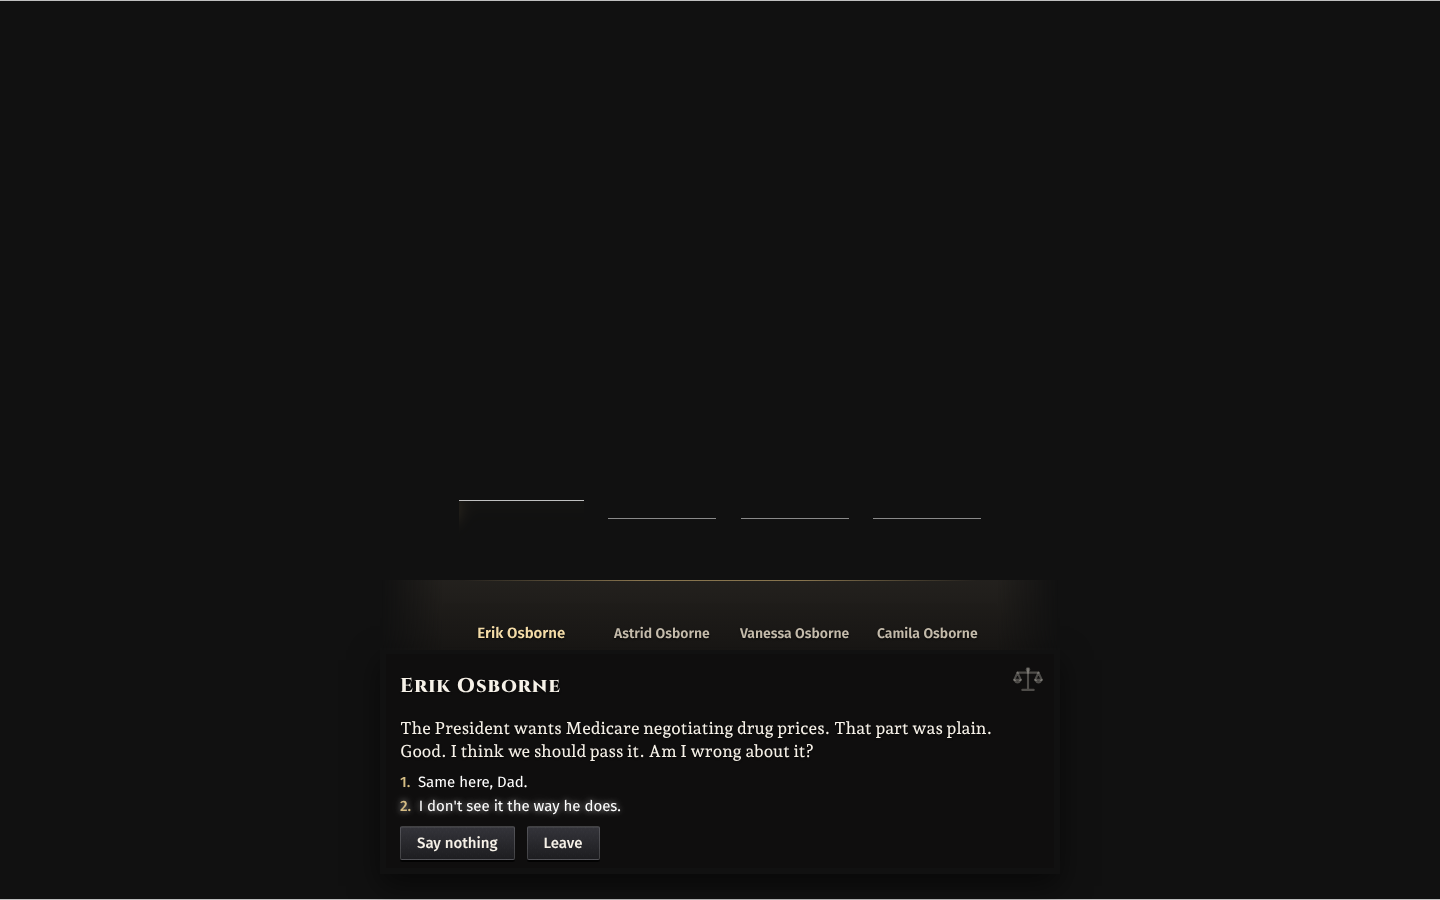 Erik Osborne
Astrid Osborne
Vanessa Osborne
Camila Osborne
Erik Osborne
The President wants Medicare negotiating drug prices. That part was plain.
Good. I think we should pass it. Am I wrong about it?
1. Same here, Dad.
2. I don't see it the way he does.
Say nothing
Leave